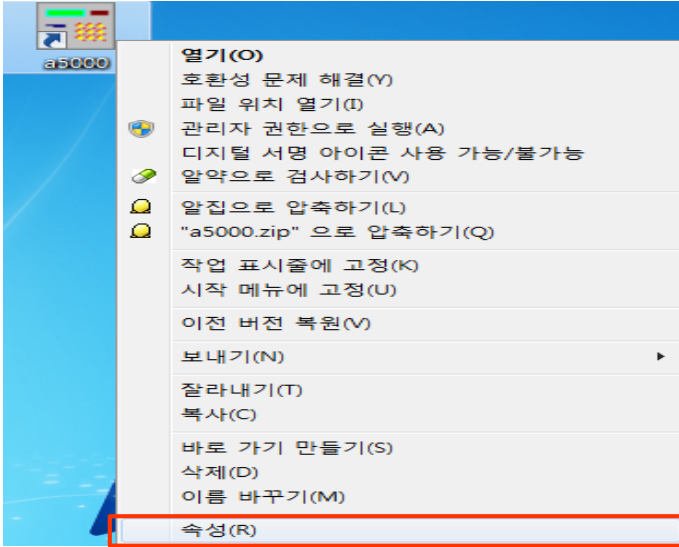 a5000
열기(O)
호환성 문제 해결(Y)
파일 위치 열기(I)
관리자 권한으로 실행(A)
디지털 서명 아이콘 사용 가능/불가능
알약으로 검사하기(V)
알집으로 압축하기(L)
"a5000.zip" 으로 압축하기(Q)
작업 표시줄에 고정(K)
시작 메뉴에 고정(U)
이전 버전 복원(V)
보내기(N)
잘라내기(T)
복사(C)
바로 가기 만들기(S)
삭제(D)
이름 바꾸기(M)
속성(R)